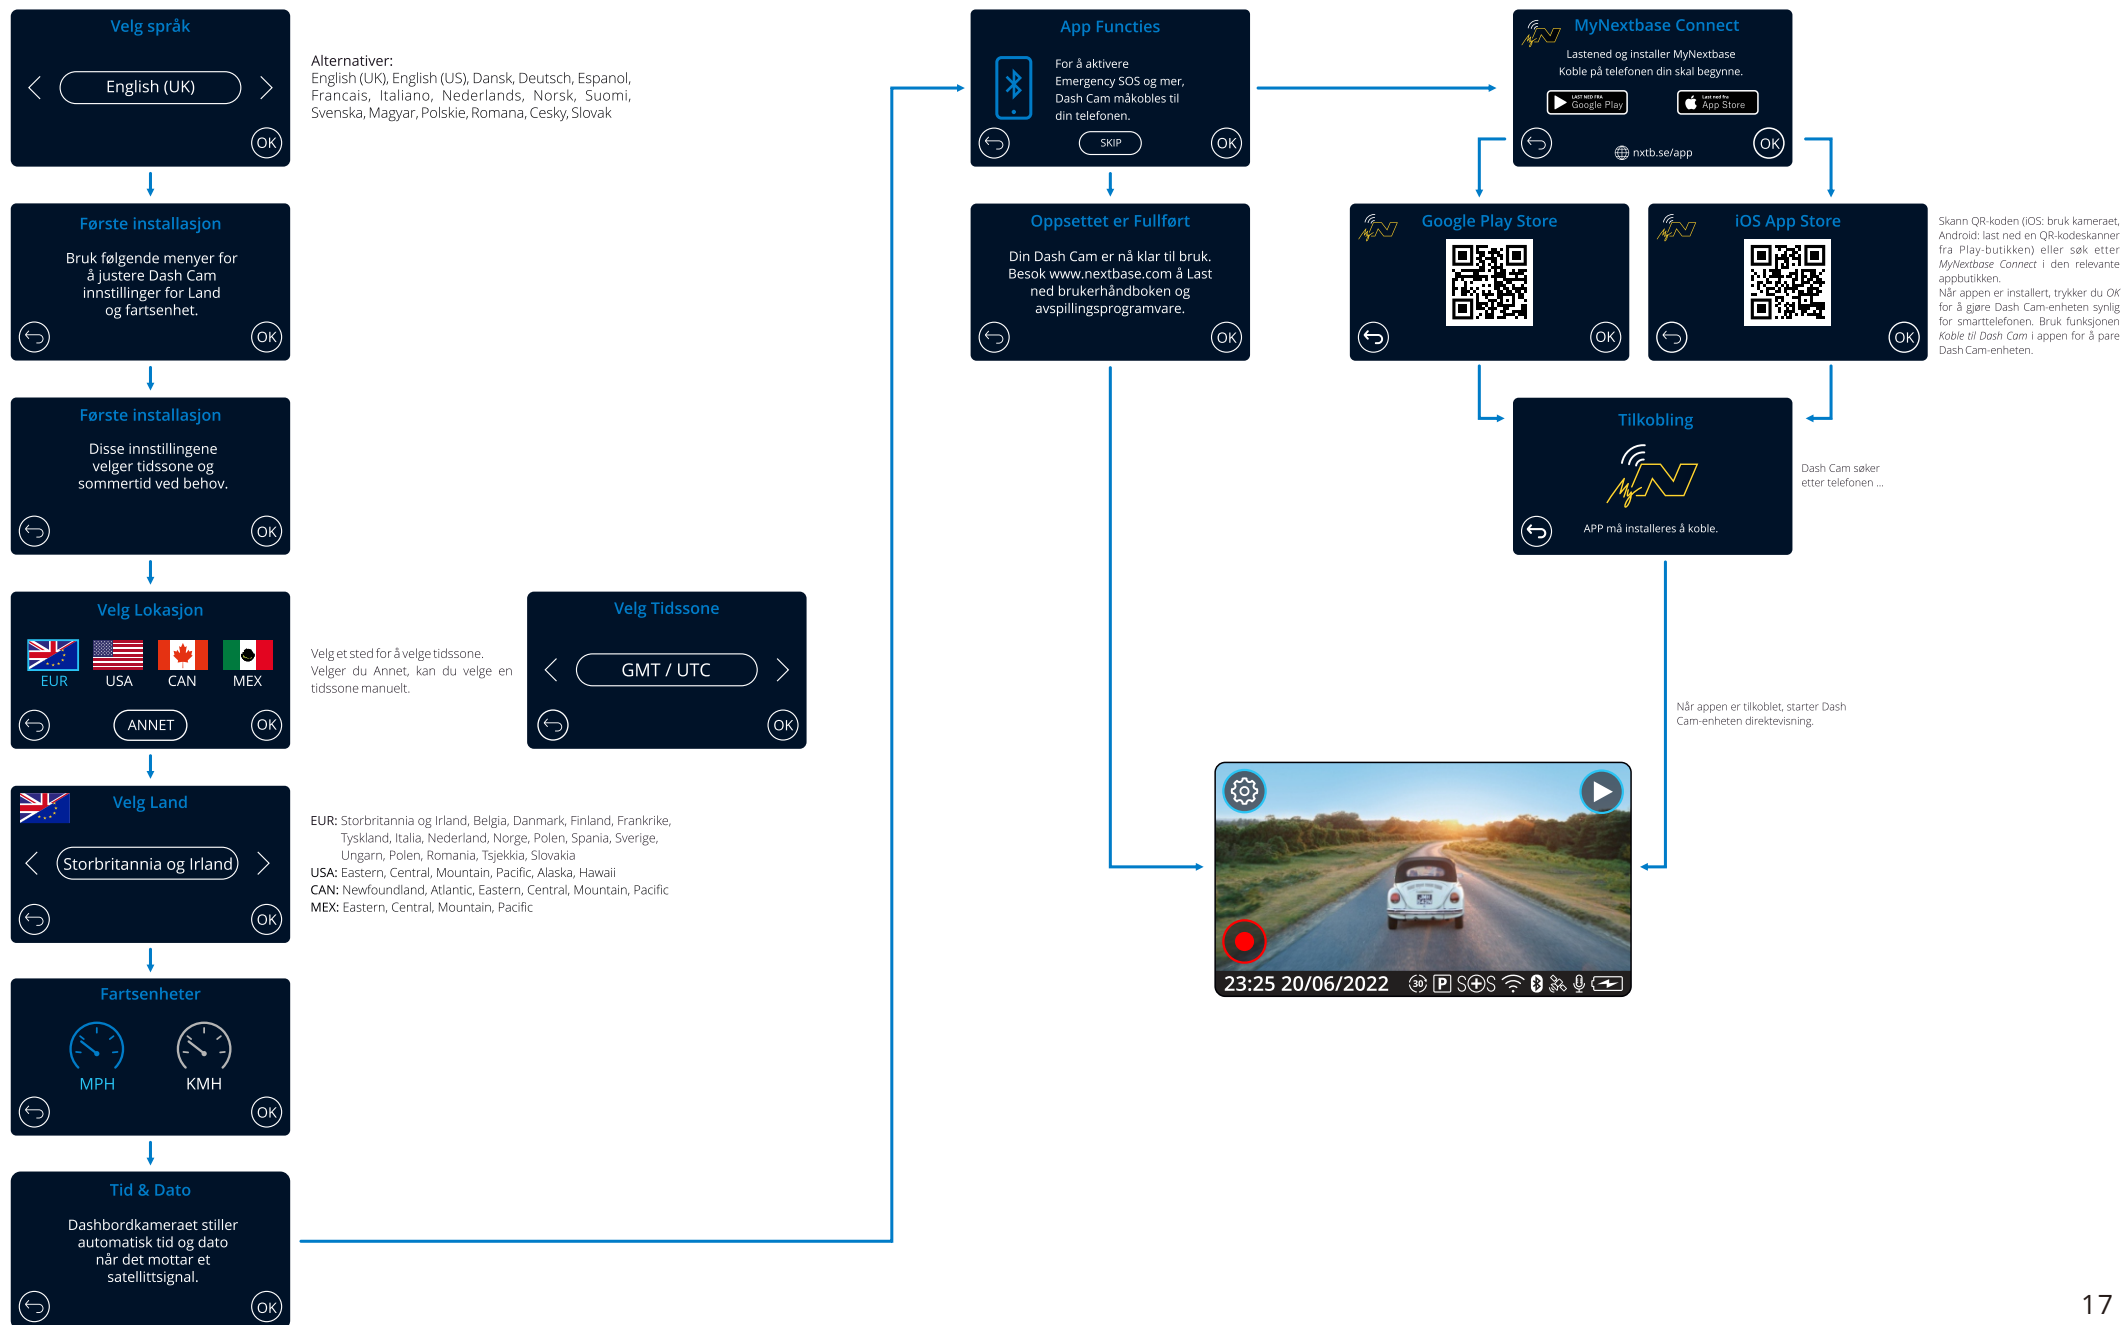 Velg språk
English (UK)
OK
Alternativer:
English (UK), English (US), Dansk, Deutsch, Espanol,
Francais, Italiano, Nederlands, Norsk, Suomi,
Svenska, Magyar, Polskie, Romana, Cesky, Slovak
Første installasjon
Bruk følgende menyer for
å justere Dash Cam
innstillinger for Land
og fartsenhet.
OK
Første installasjon
Disse innstillingene
velger tidssone og
sommertid ved behov.
OK
Velg Lokasjon
EUR USA CAN MEX
ANNET
OK
Velg et sted for å velge tidssone.
Velger du Annet, kan du velge en
tidssone manuelt.
Velg Tidssone
GMT / UTC
OK
Velg Land
Storbritannia og Irland
OK
EUR: Storbritannia og Irland, Belgia, Danmark, Finland, Frankrike,
Tyskland, Italia, Nederland, Norge, Polen, Spania, Sverige,
Ungarn, Polen, Romania, Tsjekkia, Slovakia
USA: Eastern, Central, Mountain, Pacific, Alaska, Hawaii
CAN: Newfoundland, Atlantic, Eastern, Central, Mountain, Pacific
MEX: Eastern, Central, Mountain, Pacific
Fartsenheter
MPH KMH
OK
Tid & Dato
Dashbordkameraet stiller
automatisk tid og dato
når det mottar et
satellittsignal.
OK
App Functies
For å aktivere
Emergency SOS og mer,
Dash Cam måkobles til
din telefonen.
SKIP
OK
Oppsettet er Fullført
Din Dash Cam er nå klar til bruk.
Besok www.nextbase.com å Last
ned brukerhåndboken og
avspillingsprogramvare.
OK
My N
MyNextbase Connect
Lastened og installer MyNextbase
Koble på telefonen din skal begynne.
LAST NED FRA
Google Play
Last ned fra
App Store
nxtb.se/app
OK
My N
Google Play Store
OK
My N
iOS App Store
OK
Skann QR-koden (iOS: bruk kameraet,
Android: last ned en QR-kodeskanner
fra Play-butikken) eller søk etter
MyNextbase Connect i den relevante
appbutikken.
Når appen er installert, trykker du OK
for å gjøre Dash Cam-enheten synlig
for smarttelefonen. Bruk funksjonen
Koble til Dash Cam i appen for å pare
Dash Cam-enheten.
Tilkobling
My N
APP må installeres å koble.
Dash Cam søker
etter telefonen ...
Når appen er tilkoblet, starter Dash
Cam-enheten direktevisning.
23:25 20/06/2022 30 P SOS
17